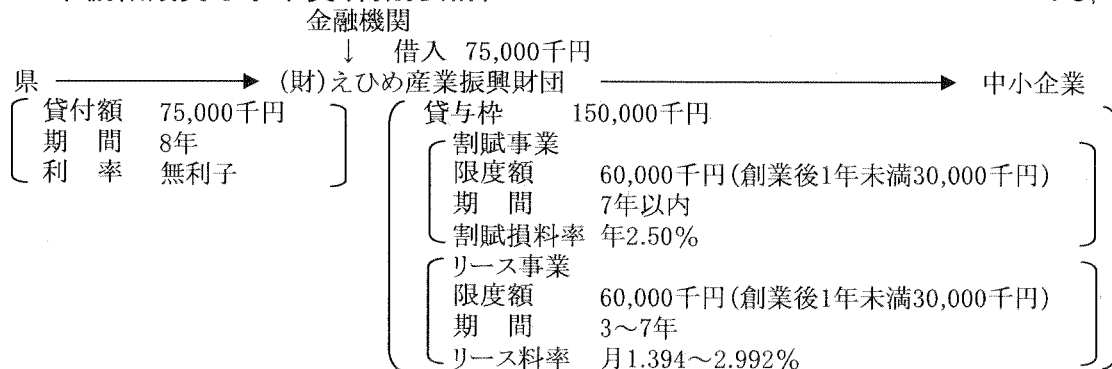 金融機関
↓ 借入 75,000千円
県 → (財)えひめ産業振興財団 → 中小企業
貸付額 75,000千円
期　間 8年
利　率 無利子
貸与枠 150,000千円
割賦事業
限度額 60,000千円(創業後1年未満30,000千円)
期　間 7年以内
割賦損料率 年2.50%
リース事業
限度額 60,000千円(創業後1年未満30,000千円)
期　間 3～7年
リース料率 月1.394～2.992%